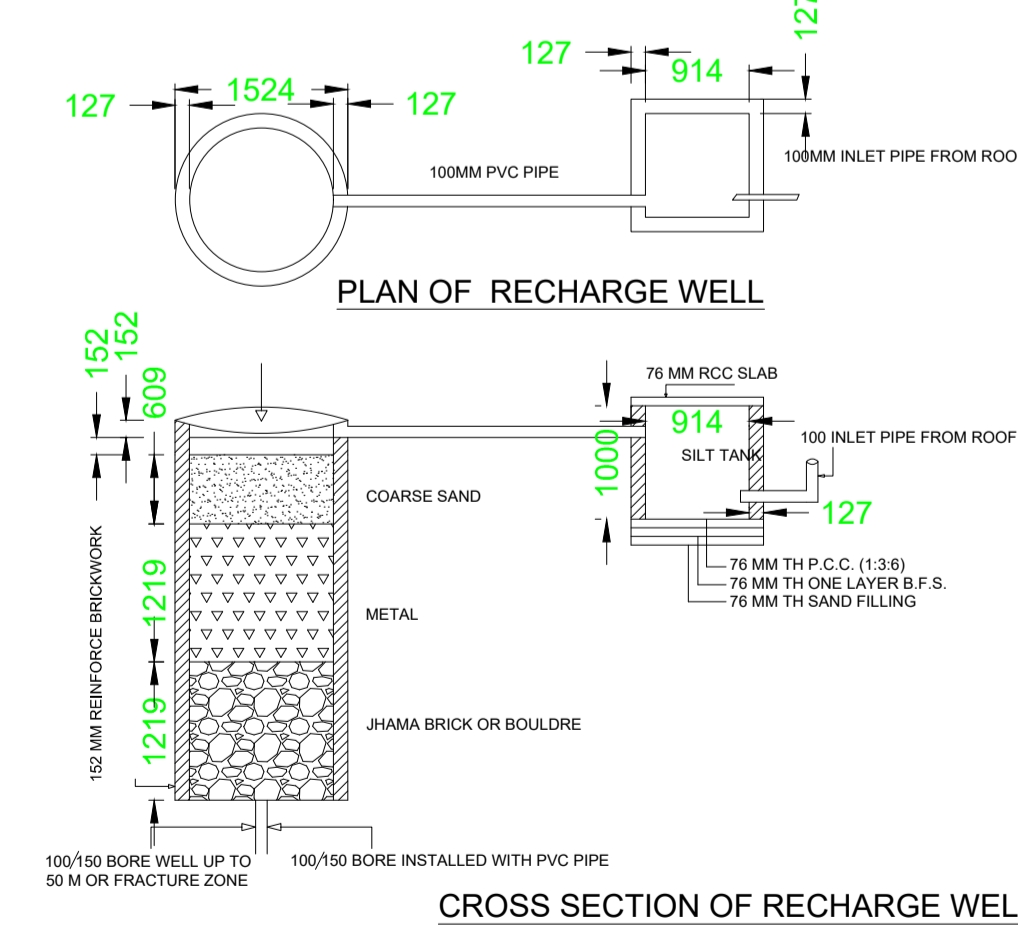 127
127
914
1524
127
127
100MM INLET PIPE FROM ROO
100MM PVC PIPE
PLAN OF RECHARGE WELL
152
152
609
76 MM RCC SLAB
914
1000
100 INLET PIPE FROM ROOF
SILT TANK
COARSE SAND
127
152 MM REINFORCE BRICKWORK
1219
76 MM TH P.C.C. (1:3:6)
76 MM TH ONE LAYER B.F.S.
76 MM TH SAND FILLING
METAL
1219
JHAMA BRICK OR BOULDRE
100/150 BORE WELL UP TO
50 M OR FRACTURE ZONE
100/150 BORE INSTALLED WITH PVC PIPE
CROSS SECTION OF RECHARGE WEL